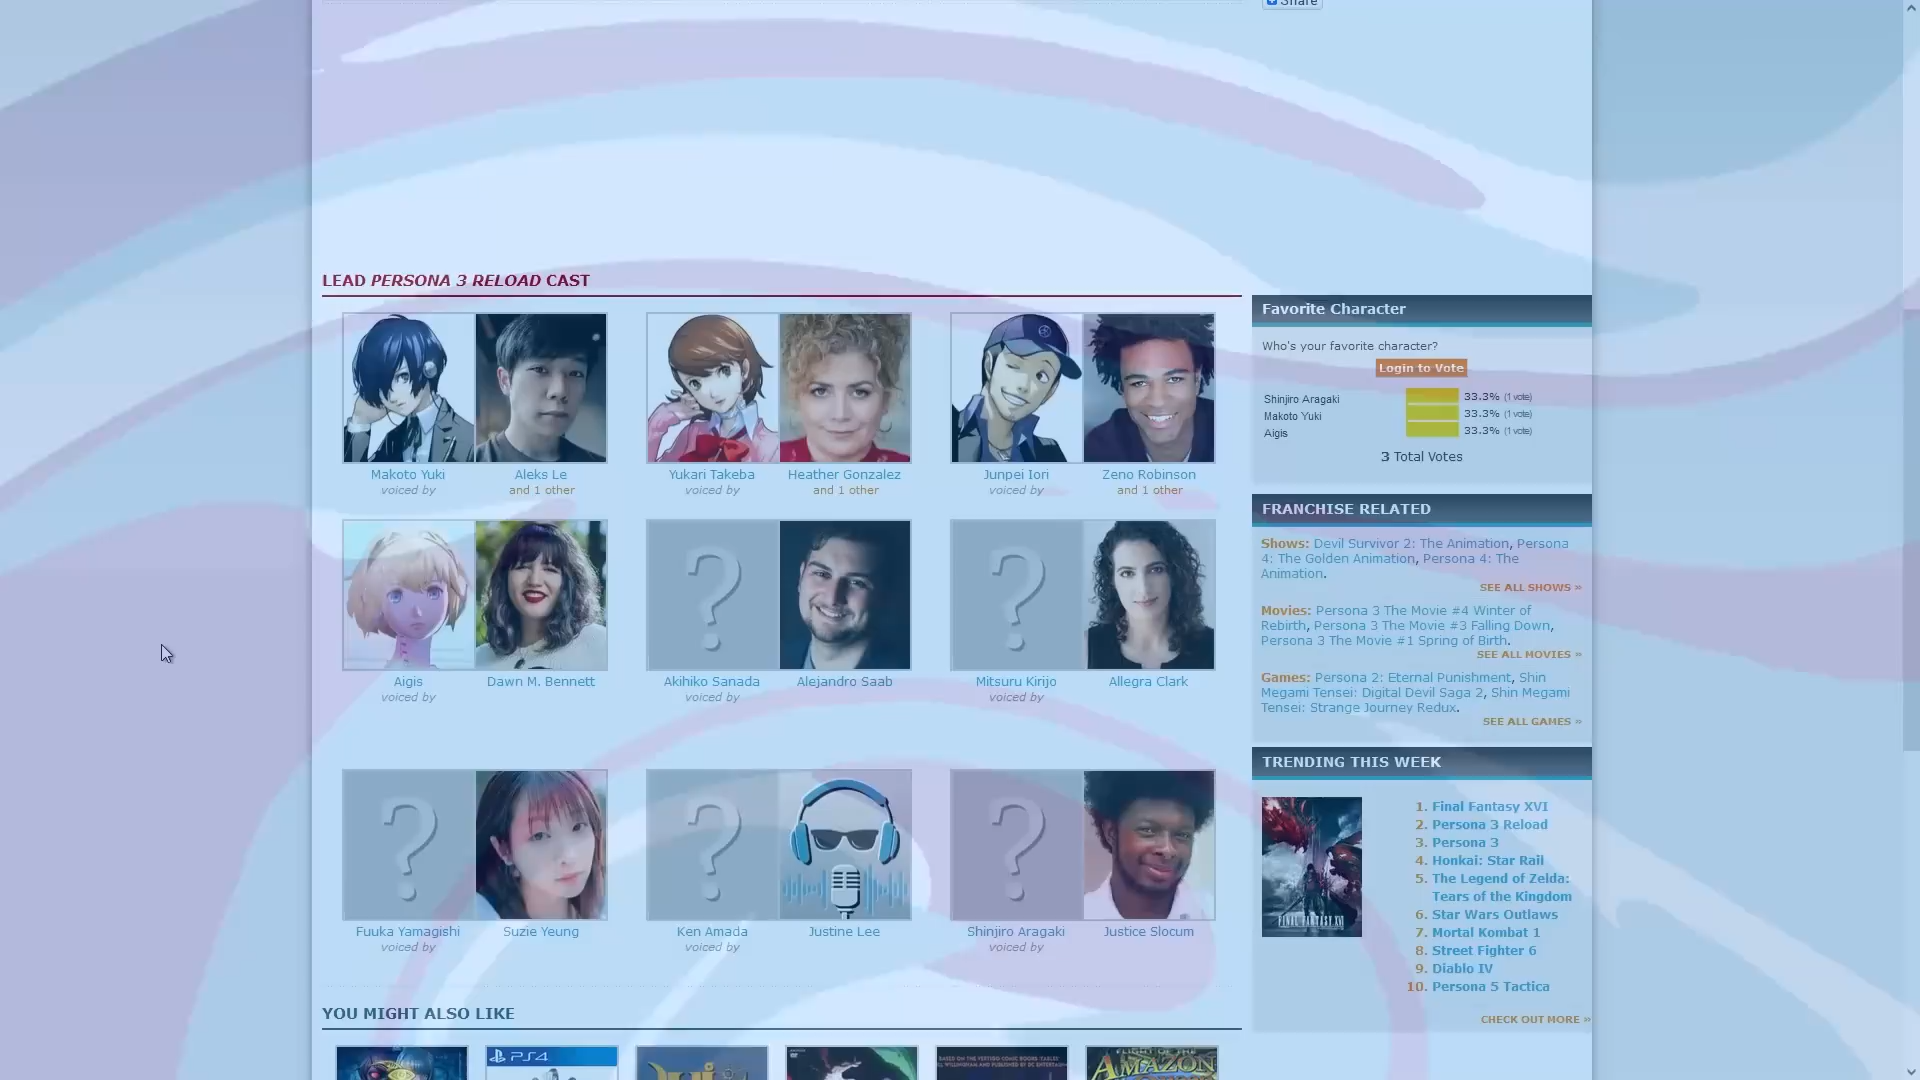 Share
LEAD PERSONA 3 RELOAD CAST
Makoto Yuki
voiced by
Aleks Le
and 1 other
Yukari Takeba
voiced by
Heather Gonzalez
and 1 other
Junpei Iori
voiced by
Zeno Robinson
and 1 other
Aigis
voiced by
Dawn M. Bennett
Akihiko Sanada
voiced by
Alejandro Saab
Mitsuru Kirijo
voiced by
Allegra Clark
Fuuka Yamagishi
voiced by
Suzie Yeung
Ken Amada
voiced by
Justine Lee
Shinjiro Aragaki
voiced by
Justice Slocum
YOU MIGHT ALSO LIKE
PS4
AMAZON
Favorite Character
Who's your favorite character?
Login to Vote
Shinjiro Aragaki 33.3% (1 vote)
Makoto Yuki 33.3% (1 vote)
Aigis 33.3% (1 vote)
3 Total Votes
FRANCHISE RELATED
Shows: Devil Survivor 2: The Animation, Persona
4: The Golden Animation, Persona 4: The
Animation.
SEE ALL SHOWS »
Movies: Persona 3 The Movie #4 Winter of
Rebirth, Persona 3 The Movie #3 Falling Down,
Persona 3 The Movie #1 Spring of Birth.
SEE ALL MOVIES »
Games: Persona 2: Eternal Punishment, Shin
Megami Tensei: Digital Devil Saga 2, Shin Megami
Tensei: Strange Journey Redux.
SEE ALL GAMES »
TRENDING THIS WEEK
FINAL FANTASY XVI
1. Final Fantasy XVI
2. Persona 3 Reload
3. Persona 3
4. Honkai: Star Rail
5. The Legend of Zelda:
Tears of the Kingdom
6. Star Wars Outlaws
7. Mortal Kombat 1
8. Street Fighter 6
9. Diablo IV
10. Persona 5 Tactica
CHECK OUT MORE »